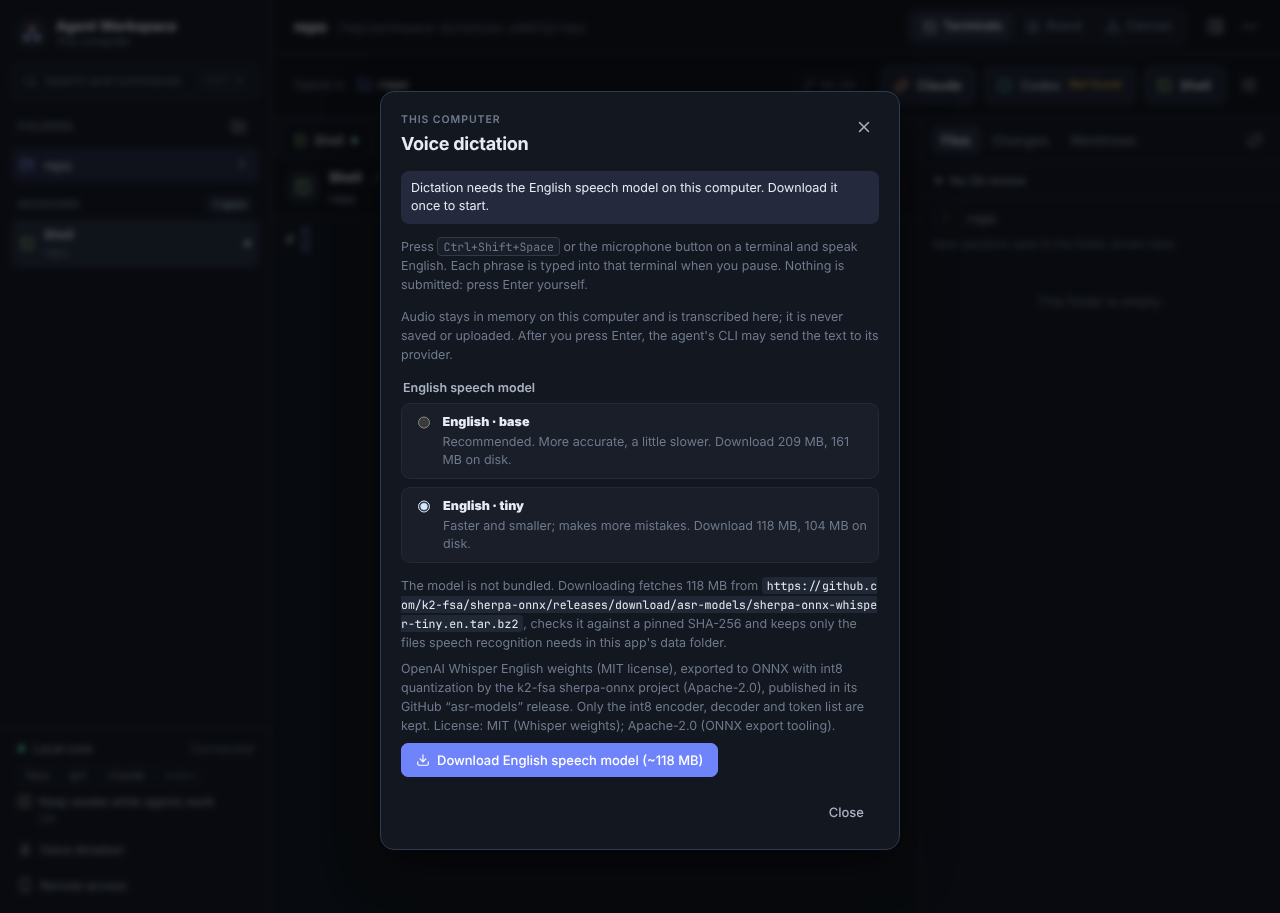 Agent Workspace
THIS COMPUTER
Voice dictation
Dictation needs the English speech model on this computer. Download it
once to start.
Press Ctrl+Shift+Space or the microphone button on a terminal and speak
English. Each phrase is typed into that terminal when you pause. Nothing is
submitted: press Enter yourself.
Audio stays in memory on this computer and is transcribed here; it is never
saved or uploaded. After you press Enter, the agent's CLI may send the text to its
provider.
English speech model
English · base
Recommended. More accurate, a little slower. Download 209 MB, 161
MB on disk.
English · tiny
Faster and smaller; makes more mistakes. Download 118 MB, 104 MB on
disk.
The model is not bundled. Downloading fetches 118 MB from https://github.c
om/k2-fsa/sherpa-onnx/releases/download/asr-models/sherpa-onnx-whispe
r-tiny.en.tar.bz2, checks it against a pinned SHA-256 and keeps only the
files speech recognition needs in this app's data folder.
OpenAI Whisper English weights (MIT license), exported to ONNX with int8
quantization by the k2-fsa sherpa-onnx project (Apache-2.0), published in its
GitHub “asr-models” release. Only the int8 encoder, decoder and token list are
kept. License: MIT (Whisper weights); Apache-2.0 (ONNX export tooling).
Download English speech model (~118 MB)
Close